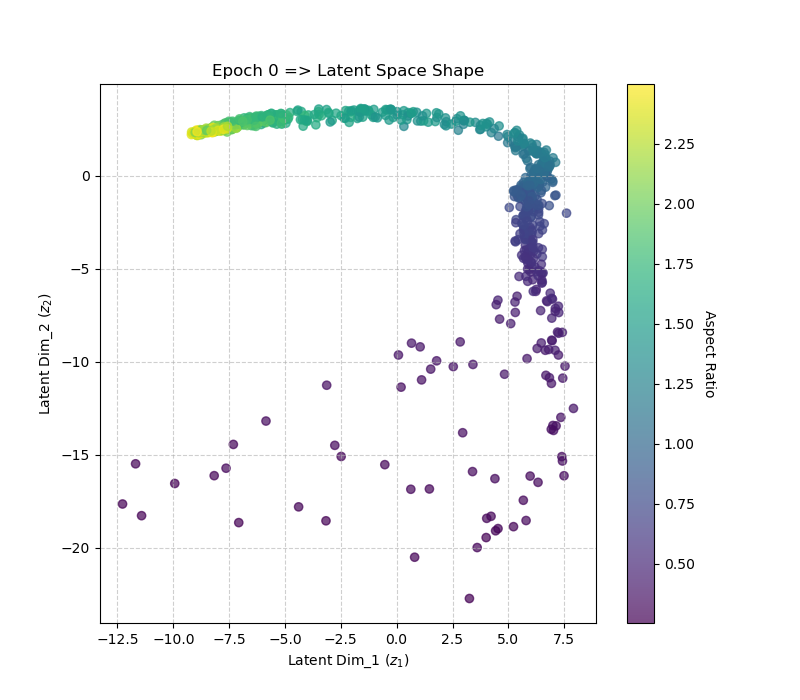 Epoch 0 => Latent Space Shape
Latent Dim_2 (z₂)
0
−5
−10
−15
−20
−12.5 −10.0 −7.5 −5.0 −2.5 0.0 2.5 5.0 7.5
Latent Dim_1 (z₁)
2.25
2.00
1.75
1.50
1.25
1.00
0.75
0.50
Aspect Ratio